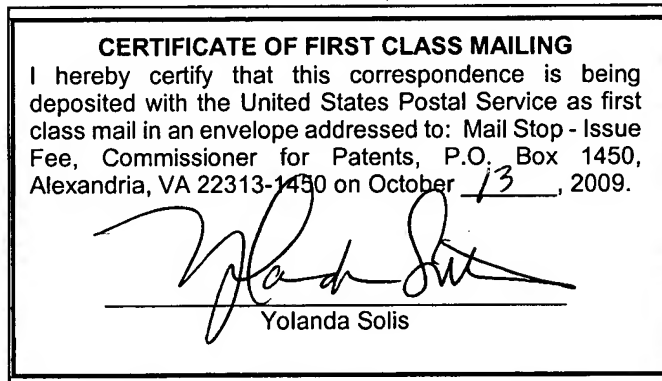 CERTIFICATE OF FIRST CLASS MAILING
I hereby certify that this correspondence is being
deposited with the United States Postal Service as first
class mail in an envelope addressed to: Mail Stop - Issue
Fee, Commissioner for Patents, P.O. Box 1450,
Alexandria, VA 22313-1450 on October 13, 2009.
Yolanda Solis
Yolanda Solis